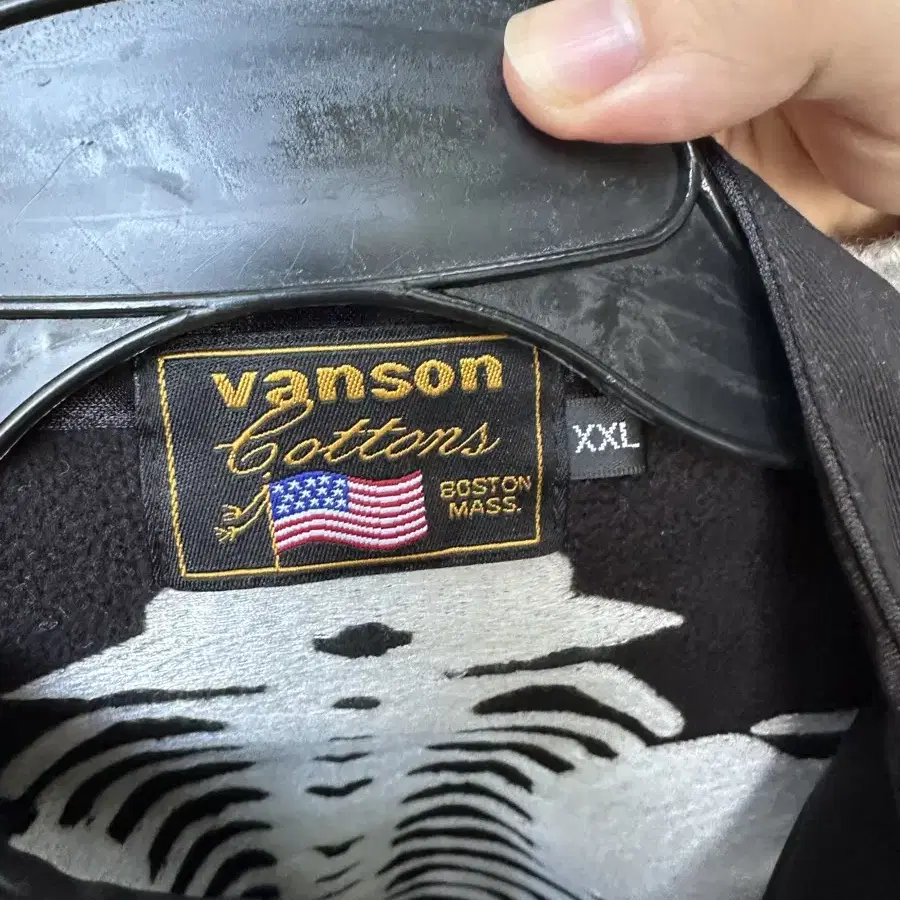 vanson
Cottons
BOSTON
MASS.
XXL